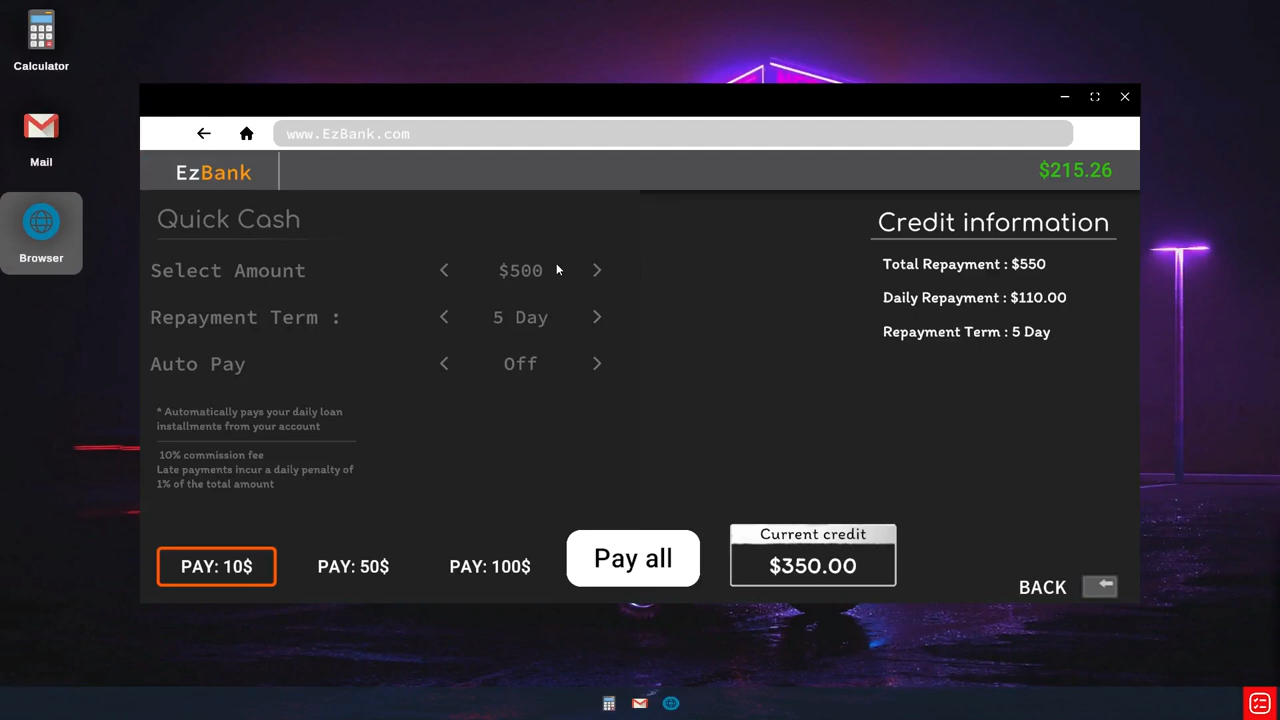 Calculator
Mail
Browser
www.EzBank.com
EzBank
$215.26
Quick Cash
Select Amount
$500
Repayment Term :
5 Day
Auto Pay
Off
* Automatically pays your daily loan
installments from your account
10% commission fee
Late payments incur a daily penalty of
1% of the total amount
Credit information
Total Repayment : $550
Daily Repayment : $110.00
Repayment Term : 5 Day
PAY: 10$
PAY: 50$
PAY: 100$
Pay all
Current credit
$350.00
BACK